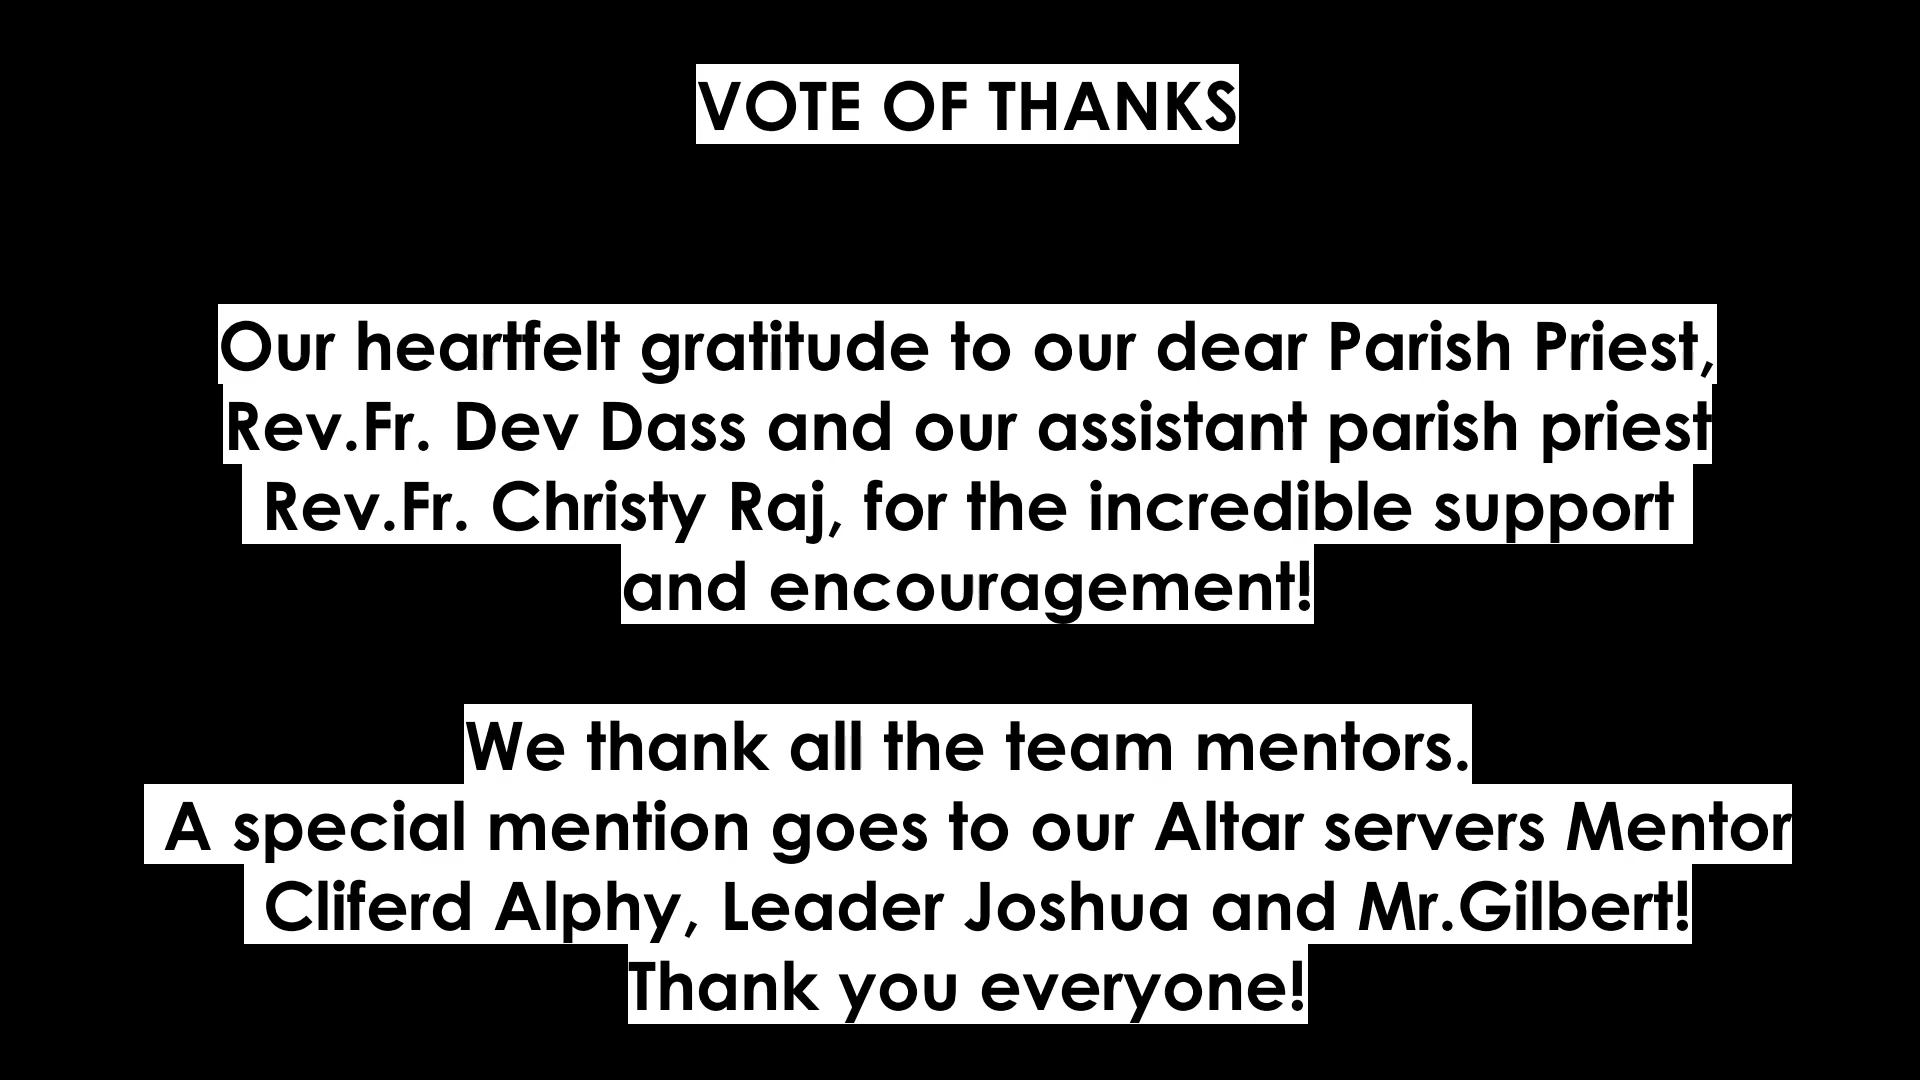 VOTE OF THANKS
Our heartfelt gratitude to our dear Parish Priest,
Rev.Fr. Dev Dass and our assistant parish priest
Rev.Fr. Christy Raj, for the incredible support
and encouragement!
We thank all the team mentors.
A special mention goes to our Altar servers Mentor
Cliferd Alphy, Leader Joshua and Mr.Gilbert!
Thank you everyone!